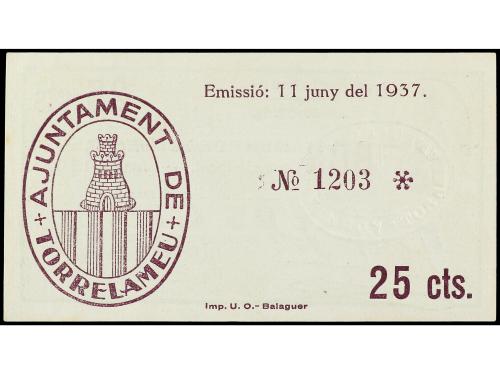 Emissió: 11 juny del 1937.
AJUNTAMENT DE
TORRELAMEU
Nº 1203 *
25 cts.
Imp. U. O.- Balaguer